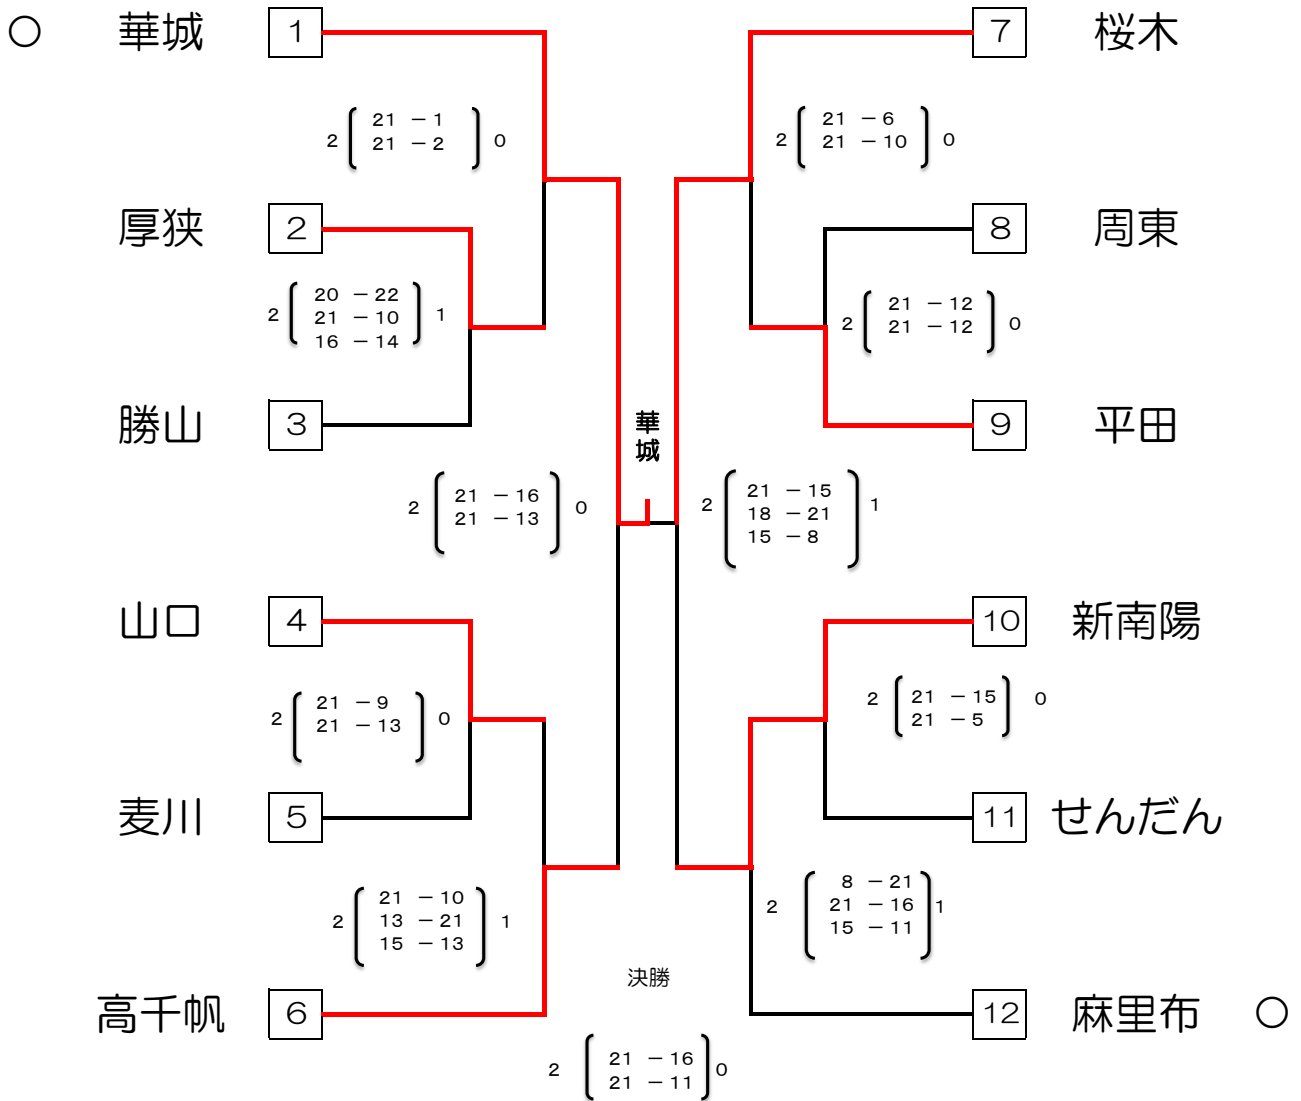 ○ 華城 1
7 桜木
2 21 － 1 0
21 － 2
2 21 － 6 0
21 － 10
厚狭 2
8 周東
2 20 － 22 1
21 － 10
16 － 14
2 21 － 12 0
21 － 12
勝山 3
華城
9 平田
2 21 － 16 0
21 － 13
2 21 － 15 1
18 － 21
15 － 8
山口 4
10 新南陽
2 21 － 9 0
21 － 13
2 21 － 15 0
21 － 5
麦川 5
11 せんだん
2 21 － 10 1
13 － 21
15 － 13
2 8 － 21 1
21 － 16
15 － 11
決勝
高千帆 6
12 麻里布 ○
2 21 － 16 0
21 － 11